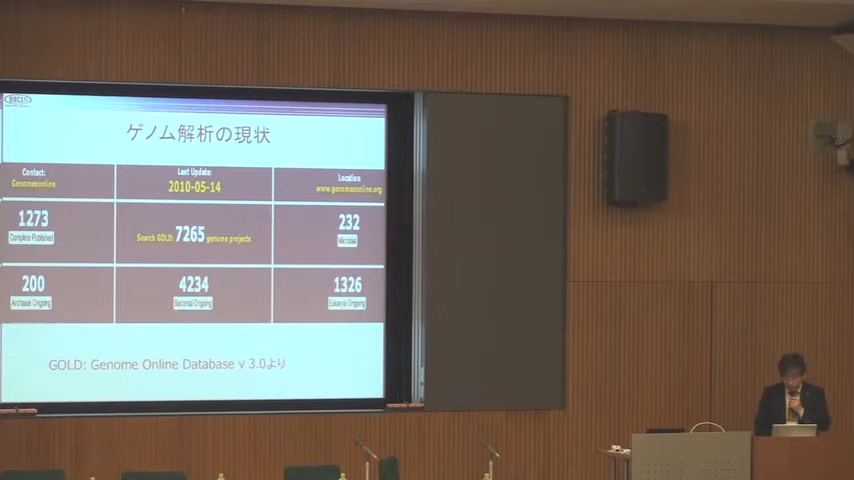 DBCLS
ゲノム解析の現状
Contact:
Genomesonline
Last Update:
2010-05-14
Location
www.genomesonline.org
1273
Complete Published
Search GOLD: 7265 genome projects
232
200
Archaeal Ongoing
4234
Bacterial Ongoing
1326
Eukaryal Ongoing
GOLD: Genome Online Database v 3.0より